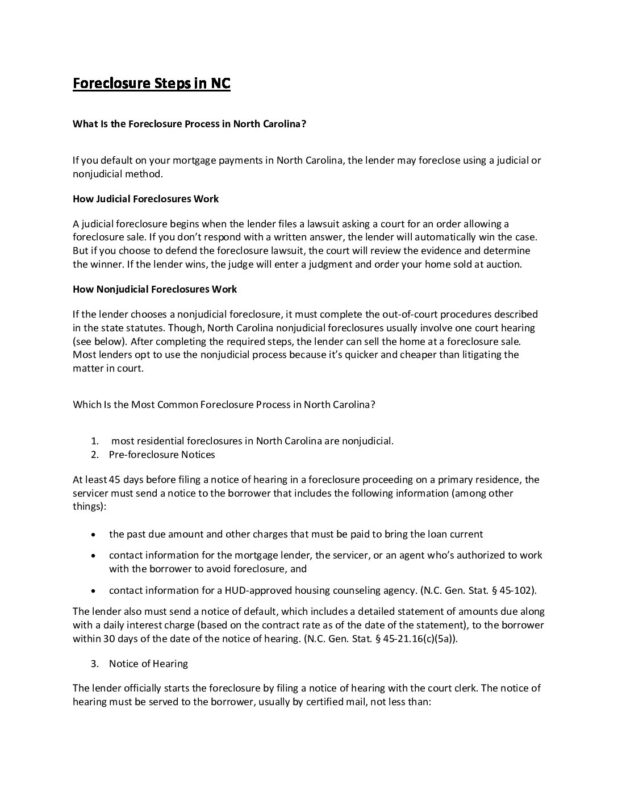 Foreclosure Steps in NC
What Is the Foreclosure Process in North Carolina?
If you default on your mortgage payments in North Carolina, the lender may foreclose using a judicial or
nonjudicial method.
How Judicial Foreclosures Work
A judicial foreclosure begins when the lender files a lawsuit asking a court for an order allowing a
foreclosure sale. If you don’t respond with a written answer, the lender will automatically win the case.
But if you choose to defend the foreclosure lawsuit, the court will review the evidence and determine
the winner. If the lender wins, the judge will enter a judgment and order your home sold at auction.
How Nonjudicial Foreclosures Work
If the lender chooses a nonjudicial foreclosure, it must complete the out-of-court procedures described
in the state statutes. Though, North Carolina nonjudicial foreclosures usually involve one court hearing
(see below). After completing the required steps, the lender can sell the home at a foreclosure sale.
Most lenders opt to use the nonjudicial process because it’s quicker and cheaper than litigating the
matter in court.
Which Is the Most Common Foreclosure Process in North Carolina?
1. most residential foreclosures in North Carolina are nonjudicial.
2. Pre-foreclosure Notices
At least 45 days before filing a notice of hearing in a foreclosure proceeding on a primary residence, the
servicer must send a notice to the borrower that includes the following information (among other
things):
• the past due amount and other charges that must be paid to bring the loan current
• contact information for the mortgage lender, the servicer, or an agent who’s authorized to work
with the borrower to avoid foreclosure, and
• contact information for a HUD-approved housing counseling agency. (N.C. Gen. Stat. § 45-102).
The lender also must send a notice of default, which includes a detailed statement of amounts due along
with a daily interest charge (based on the contract rate as of the date of the statement), to the borrower
within 30 days of the date of the notice of hearing. (N.C. Gen. Stat. § 45-21.16(c)(5a)).
3. Notice of Hearing
The lender officially starts the foreclosure by filing a notice of hearing with the court clerk. The notice of
hearing must be served to the borrower, usually by certified mail, not less than: